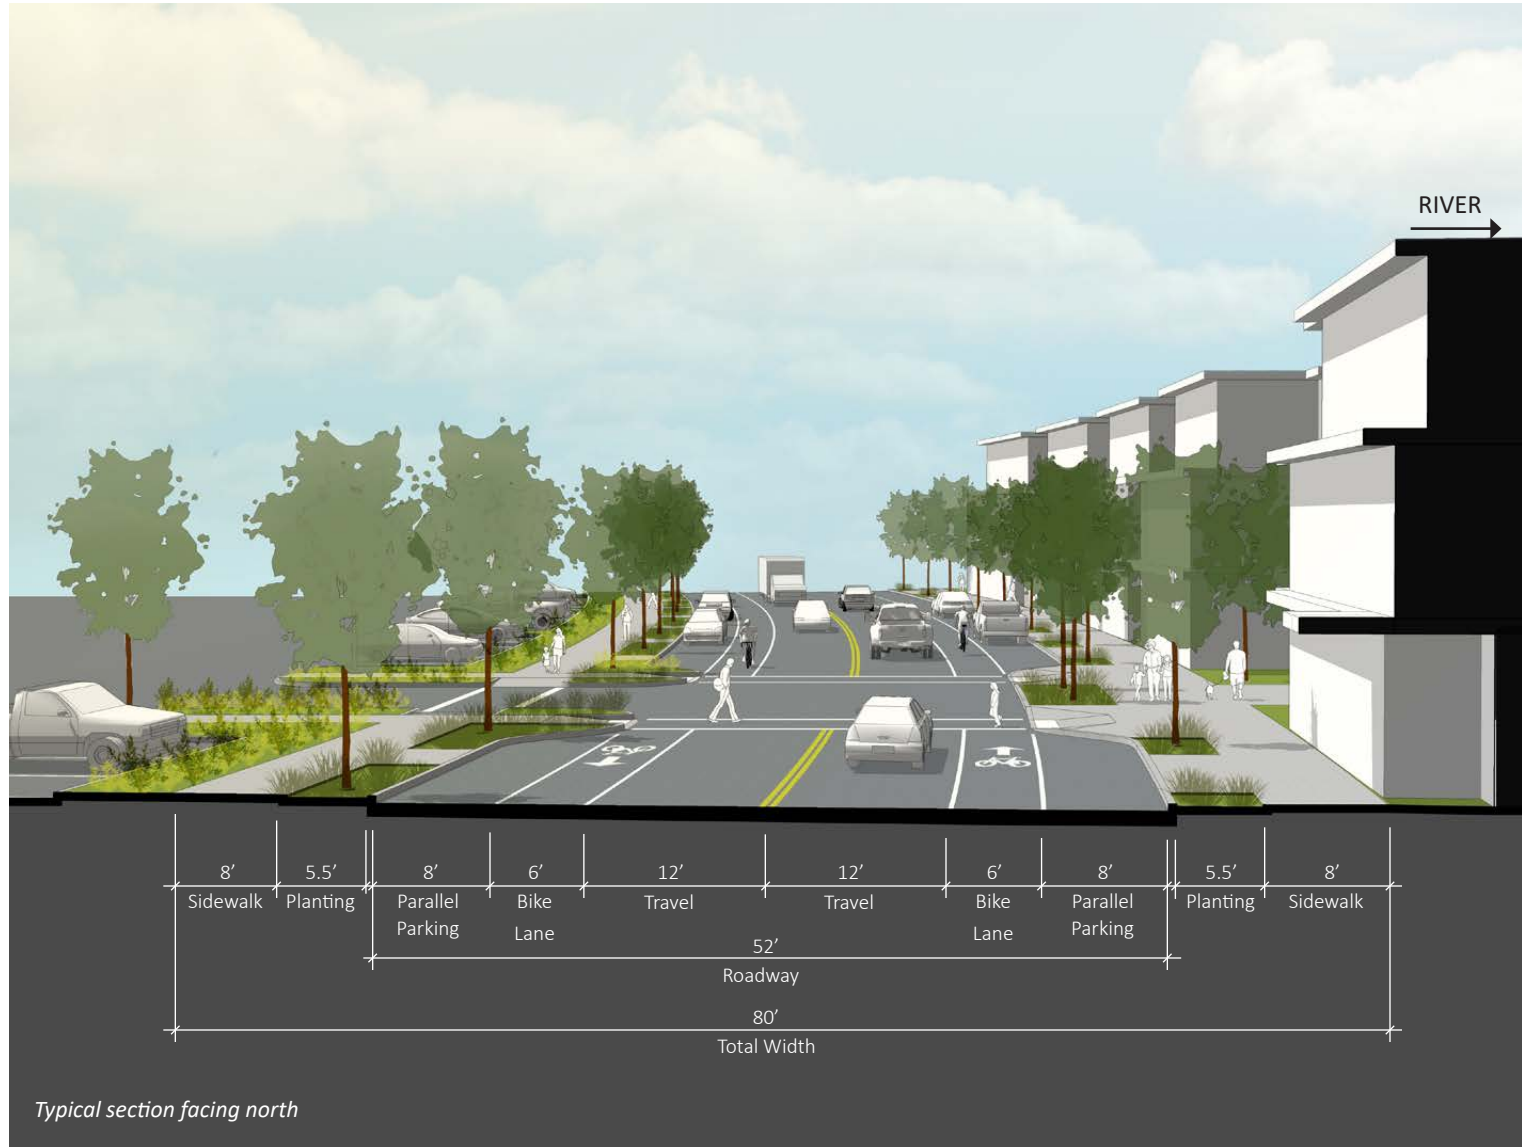 RIVER
8’ 5.5’ 8’ 6’ 12’ 12’ 6’ 8’ 5.5’ 8’
Sidewalk Planting Parallel Bike Travel Travel Bike Parallel Planting Sidewalk
Parking Lane Lane Parking
52’
Roadway
80’
Total Width
Typical section facing north